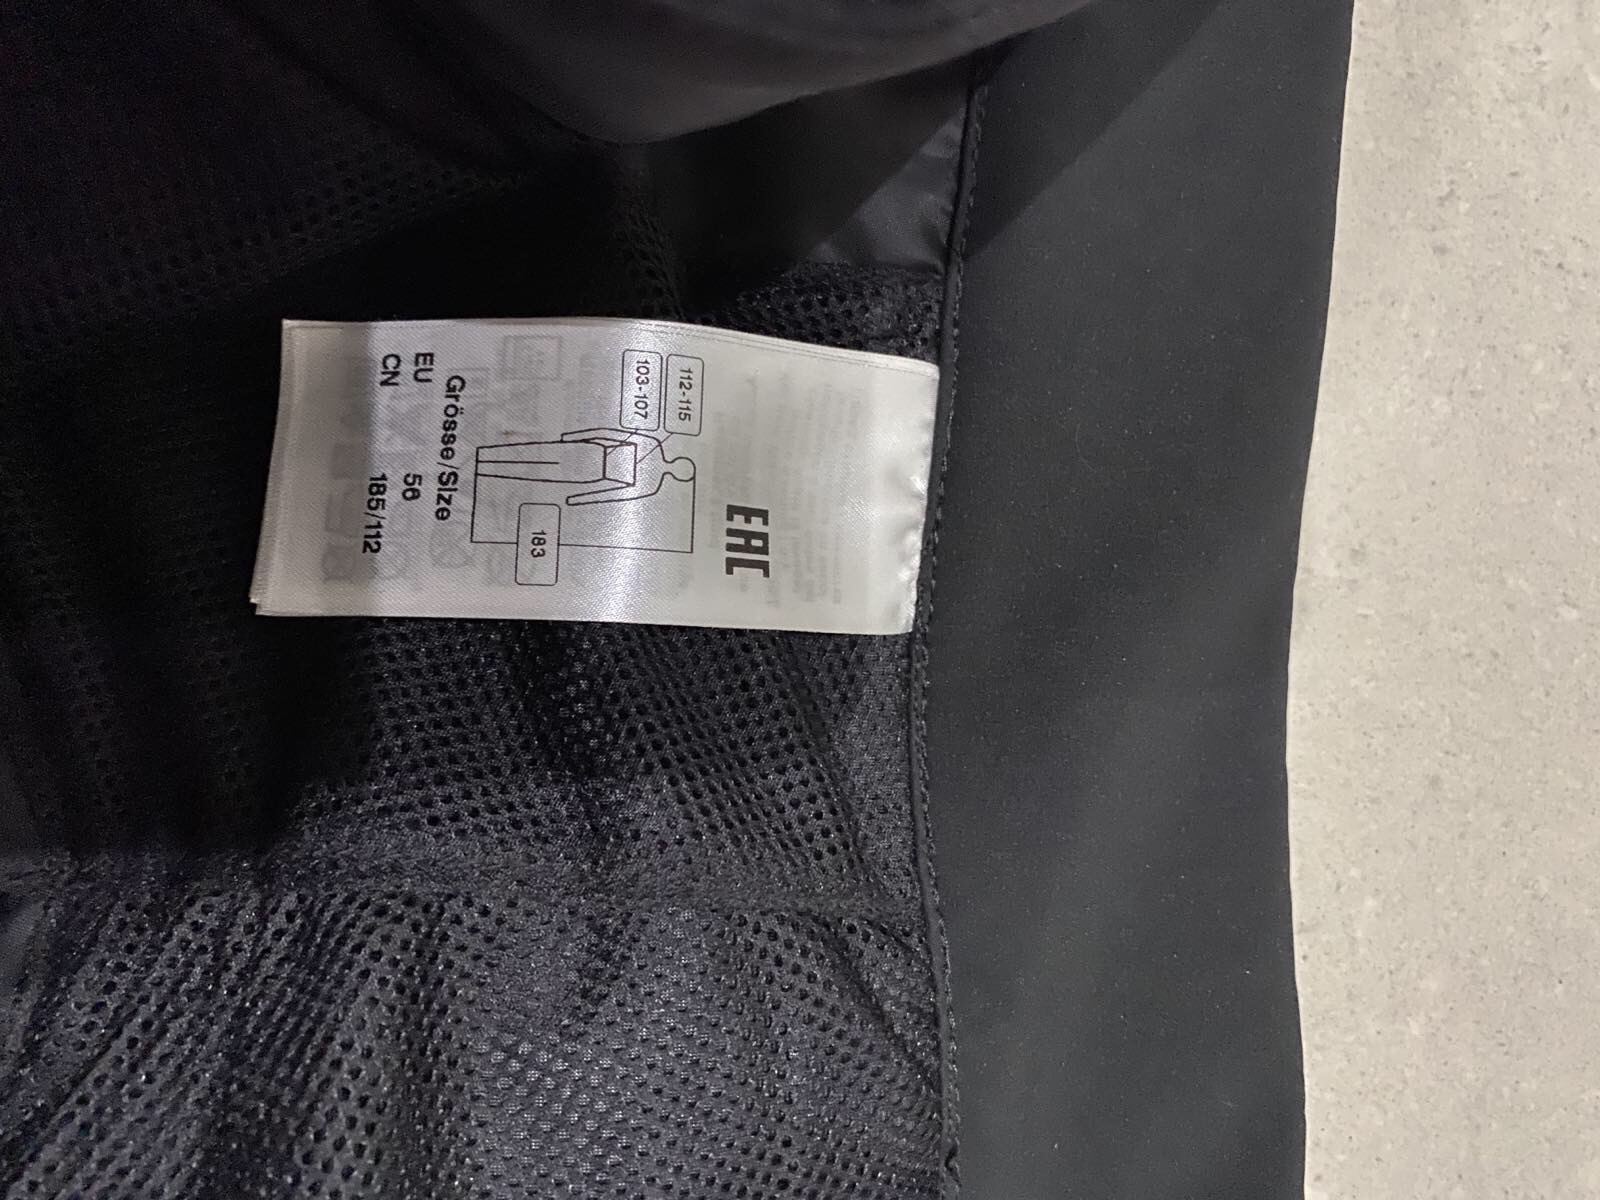 EAC
112-115
103-107
183
Grösse/Size
EU 56
CN 185/112